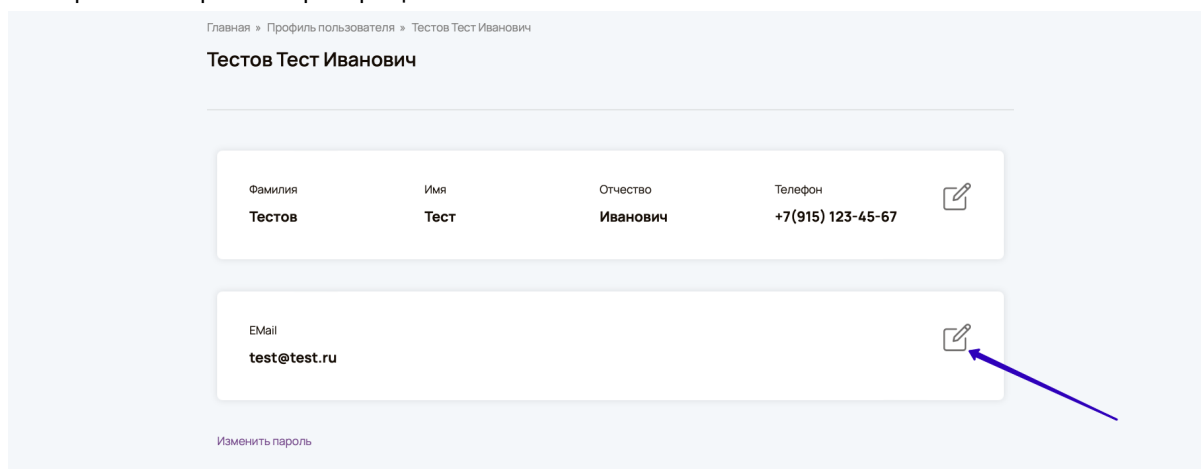 Главная » Профиль пользователя » Тестов Тест Иванович
Тестов Тест Иванович
Фамилия Имя Отчество Телефон
Тестов Тест Иванович +7(915) 123-45-67
EMail
test@test.ru
Изменить пароль